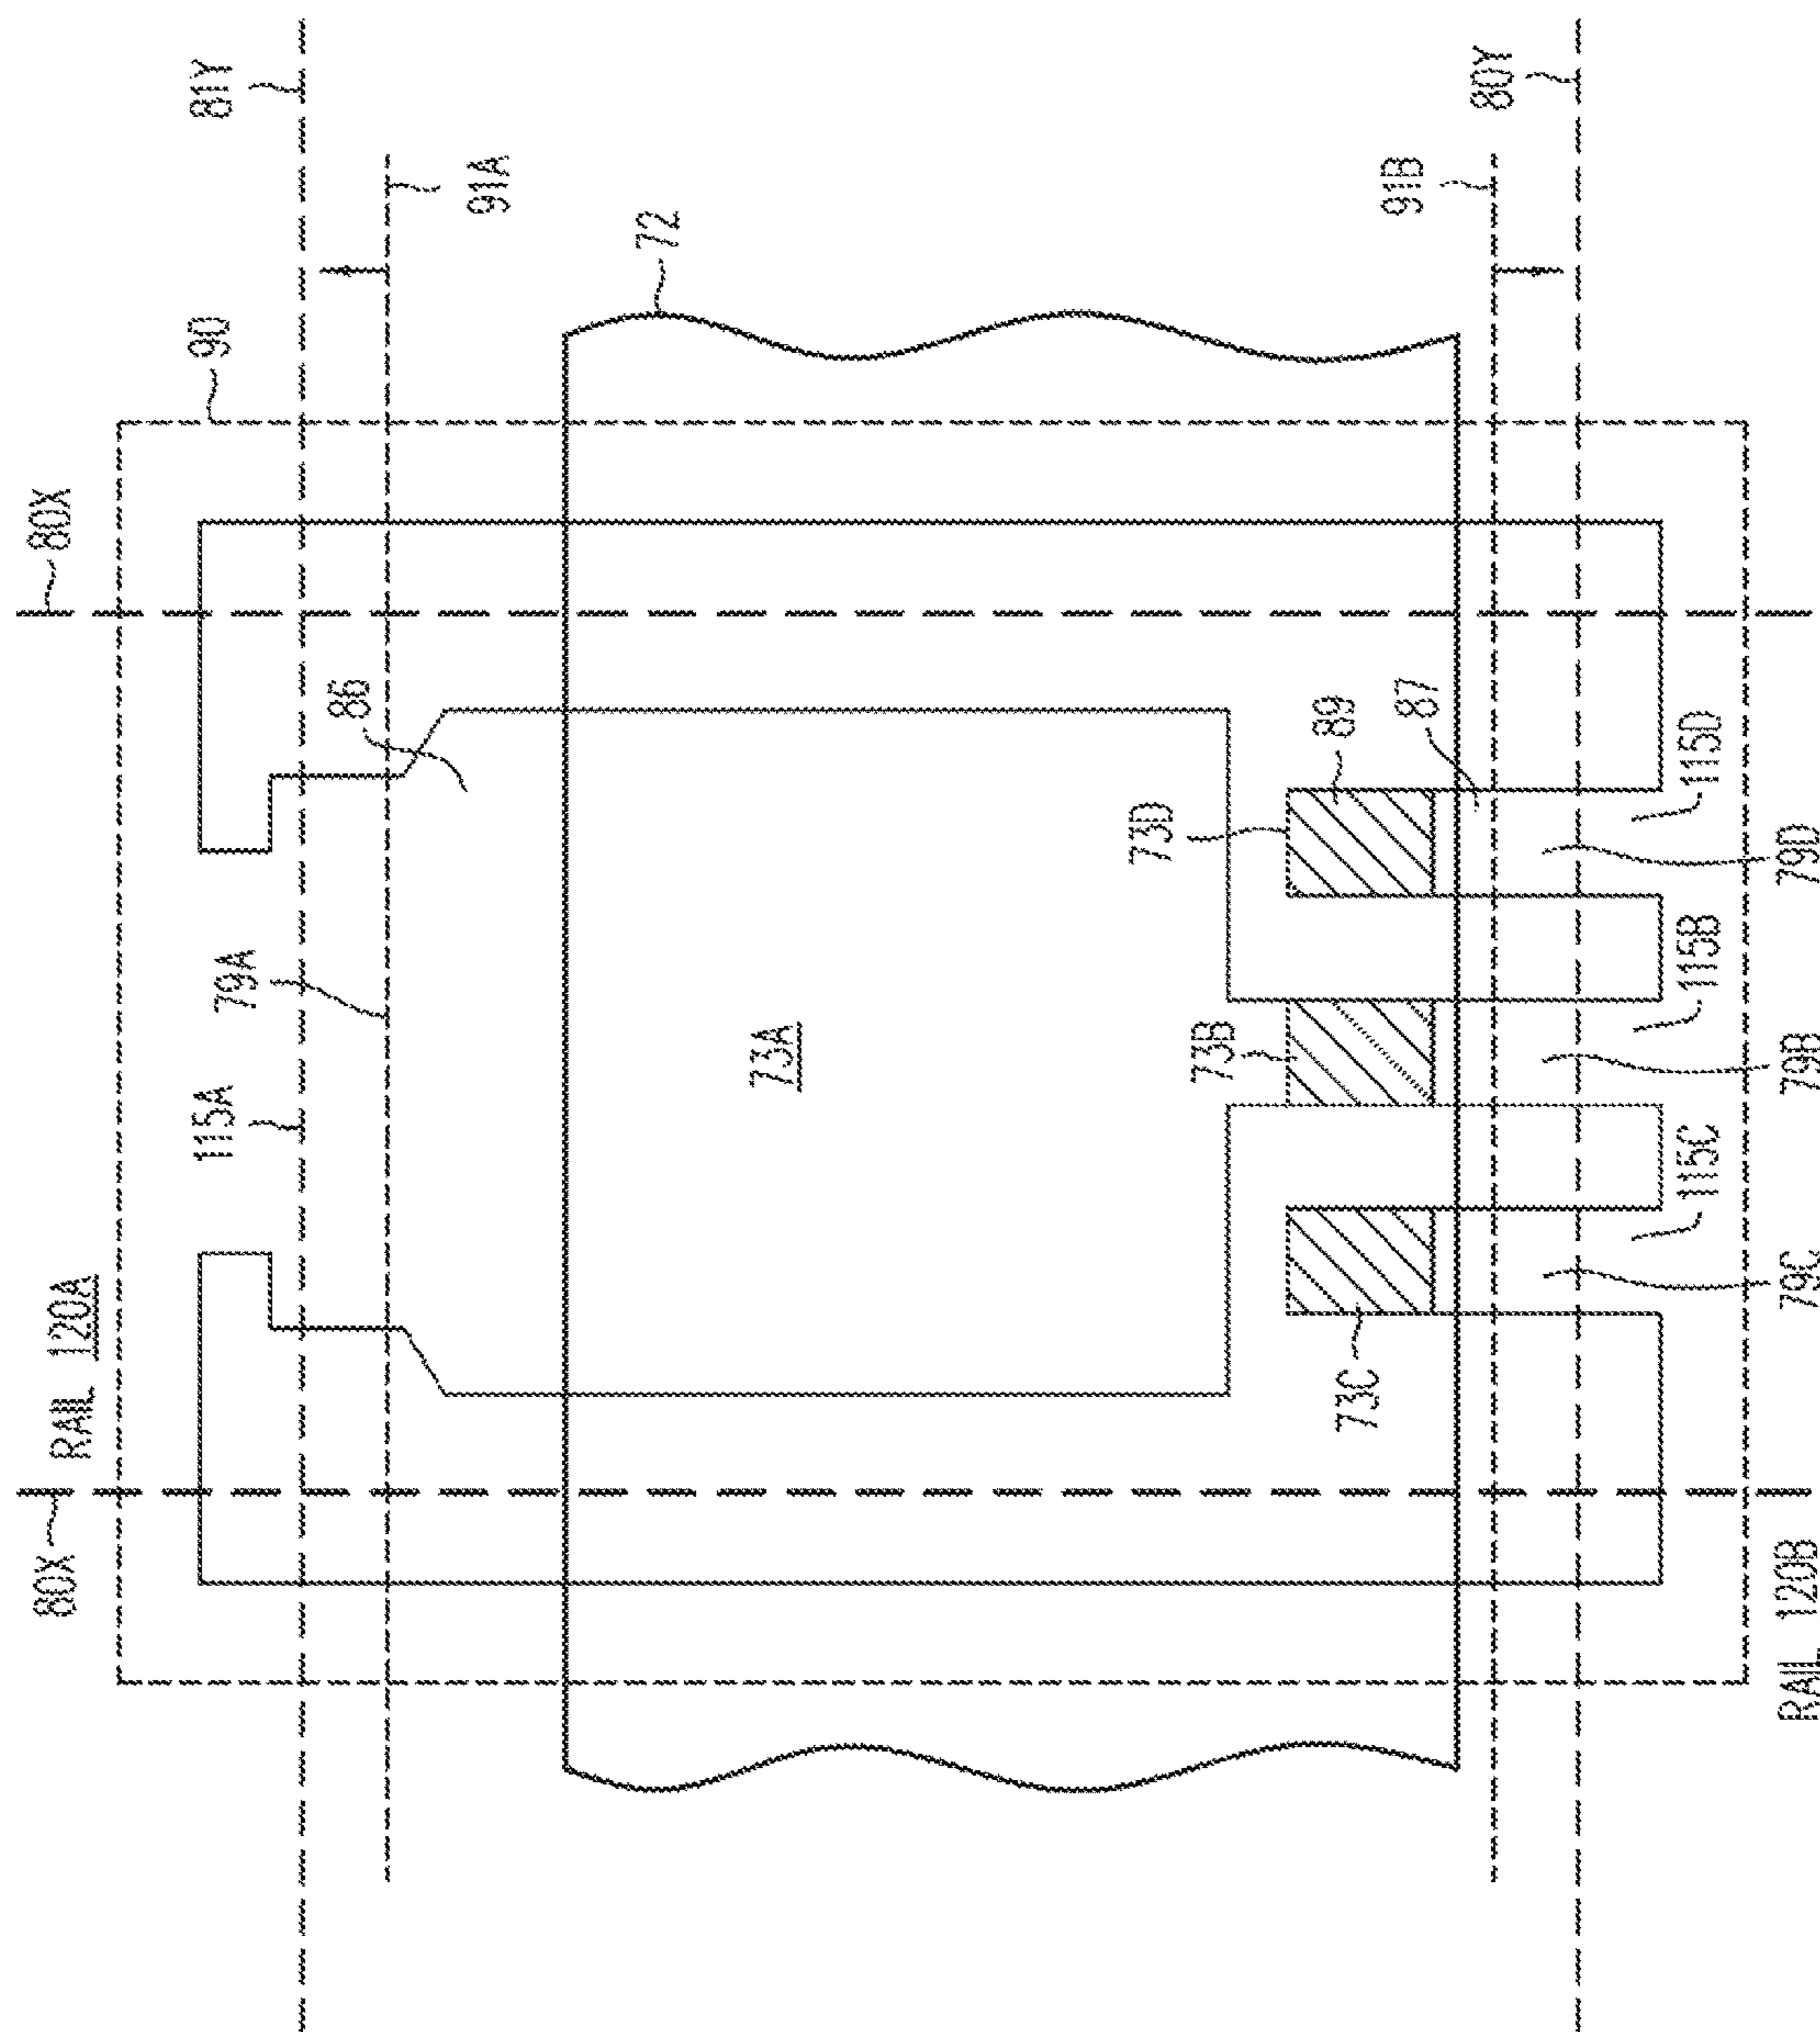 81Y
80Y
91A
91B
72
90
80X
86
89
87
73D
115D
79D
79A
73A
73B
115B
79B
115A
115C
79C
73C
RAIL 120A
80X
RAIL 120B